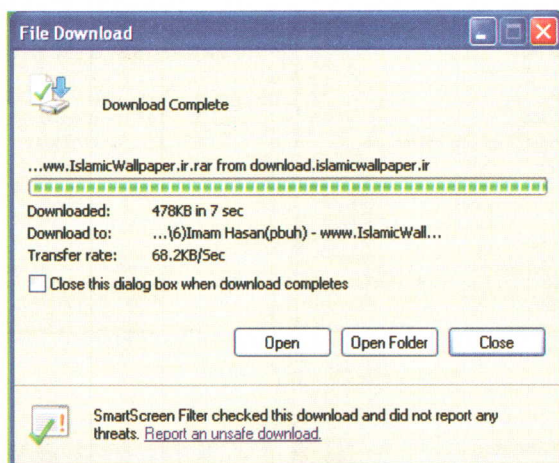 File Download
Download Complete
...ww.IslamicWallpaper.ir.rar from download.islamicwallpaper.ir
Downloaded: 478KB in 7 sec
Download to: ...\6)Imam Hasan(pbuh) - www.IslamicWall...
Transfer rate: 68.2KB/Sec
Close this dialog box when download completes
Open Open Folder Close
SmartScreen Filter checked this download and did not report any
threats. Report an unsafe download.